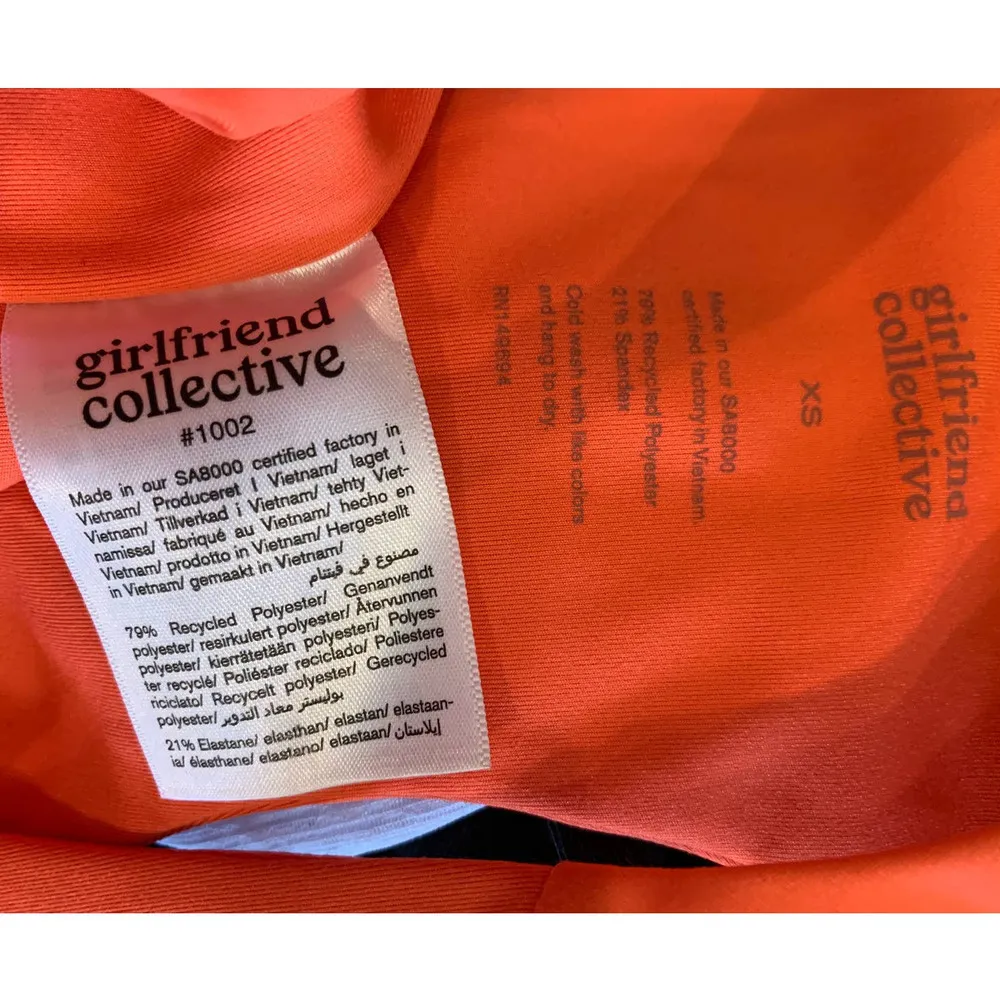 girlfriend
collective
#1002
Made in our SA8000 certified factory in
Vietnam/ Produceret I Vietnam/ laget i
Vietnam/ Tillverkad i Vietnam/ tehty Viet-
namissa/ fabriqué au Vietnam/ hecho en
Vietnam/ prodotto in Vietnam/ Hergestellt
in Vietnam/ gemaakt in Vietnam/
مصنوع في فيتنام
79% Recycled Polyester/ Genanvendt
polyester/ resirkulert polyester/ Återvunnen
polyester/ kierrätetään polyesteri/ Polyes-
ter recyclé/ Poliéster reciclado/ Poliestere
riciclato/ Recycelt polyester/ Gerecycled
polyester/ بوليستر معاد التدوير
21% Elastane/ elasthan/ elastan/ elastaan-
ia/ élasthane/ elastano/ elastaan/ إيلاستان
girlfriend
collective
XS
Made in our SA8000
certified factory in Vietnam.
79% Recycled Polyester
21% Spandex
Cold wash with like colors
and hang to dry.
RN149694